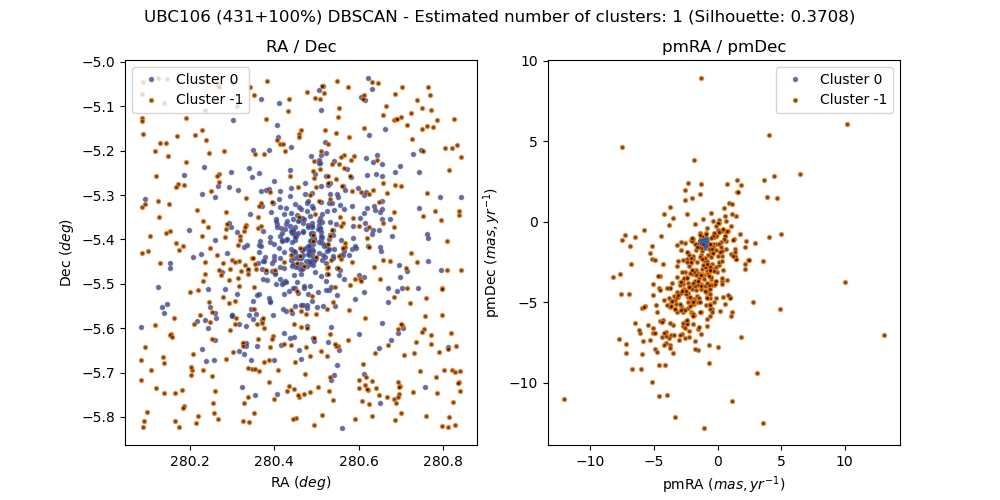 UBC106 (431+100%) DBSCAN - Estimated number of clusters: 1 (Silhouette: 0.3708)
RA / Dec
Cluster 0
Cluster -1
−5.0
−5.1
−5.2
−5.3
−5.4
−5.5
−5.6
−5.7
−5.8
Dec (deg)
280.2
280.4
280.6
280.8
RA (deg)
pmRA / pmDec
Cluster 0
Cluster -1
10
5
0
−5
−10
pmDec (mas, yr⁻¹)
−10
−5
0
5
10
pmRA (mas, yr⁻¹)